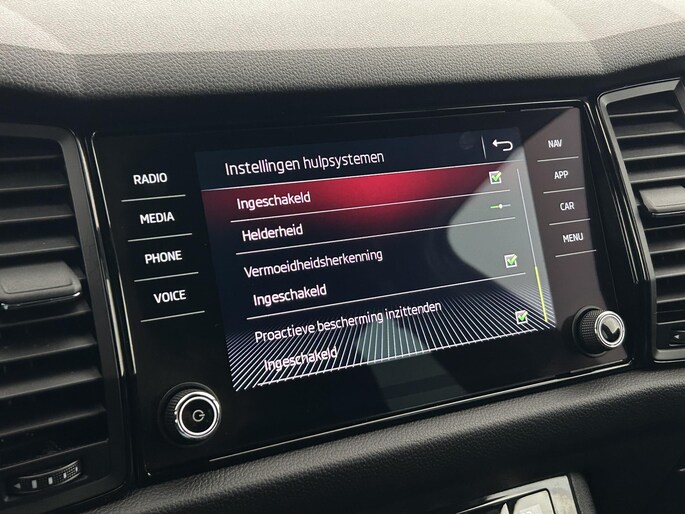 RADIO
MEDIA
PHONE
VOICE
Instellingen hulpsystemen
Ingeschakeld
Helderheid
Vermoeidheidsherkenning
Ingeschakeld
Proactieve bescherming inzittenden
Ingeschakeld
NAV
APP
CAR
MENU